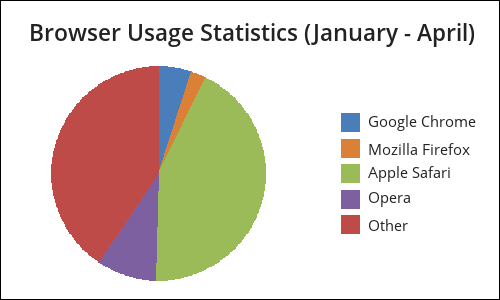 Browser Usage Statistics (January - April)
Google Chrome
Mozilla Firefox
Apple Safari
Opera
Other